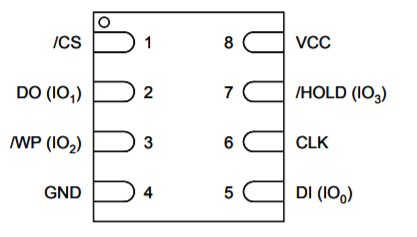 /CS 1 8 VCC
DO (IO₁) 2 7 /HOLD (IO₃)
/WP (IO₂) 3 6 CLK
GND 4 5 DI (IO₀)